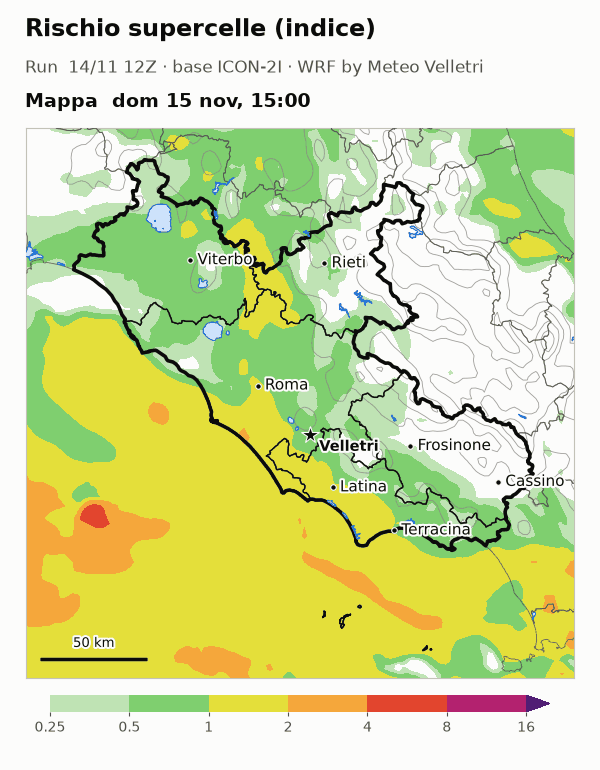 Rischio supercelle (indice)
Run  14/11 12Z · base ICON-2I · WRF by Meteo Velletri
Mappa  dom 15 nov, 15:00
Viterbo
Rieti
Roma
Velletri
Frosinone
Cassino
Latina
Terracina
50 km
0.25 0.5 1 2 4 8 16